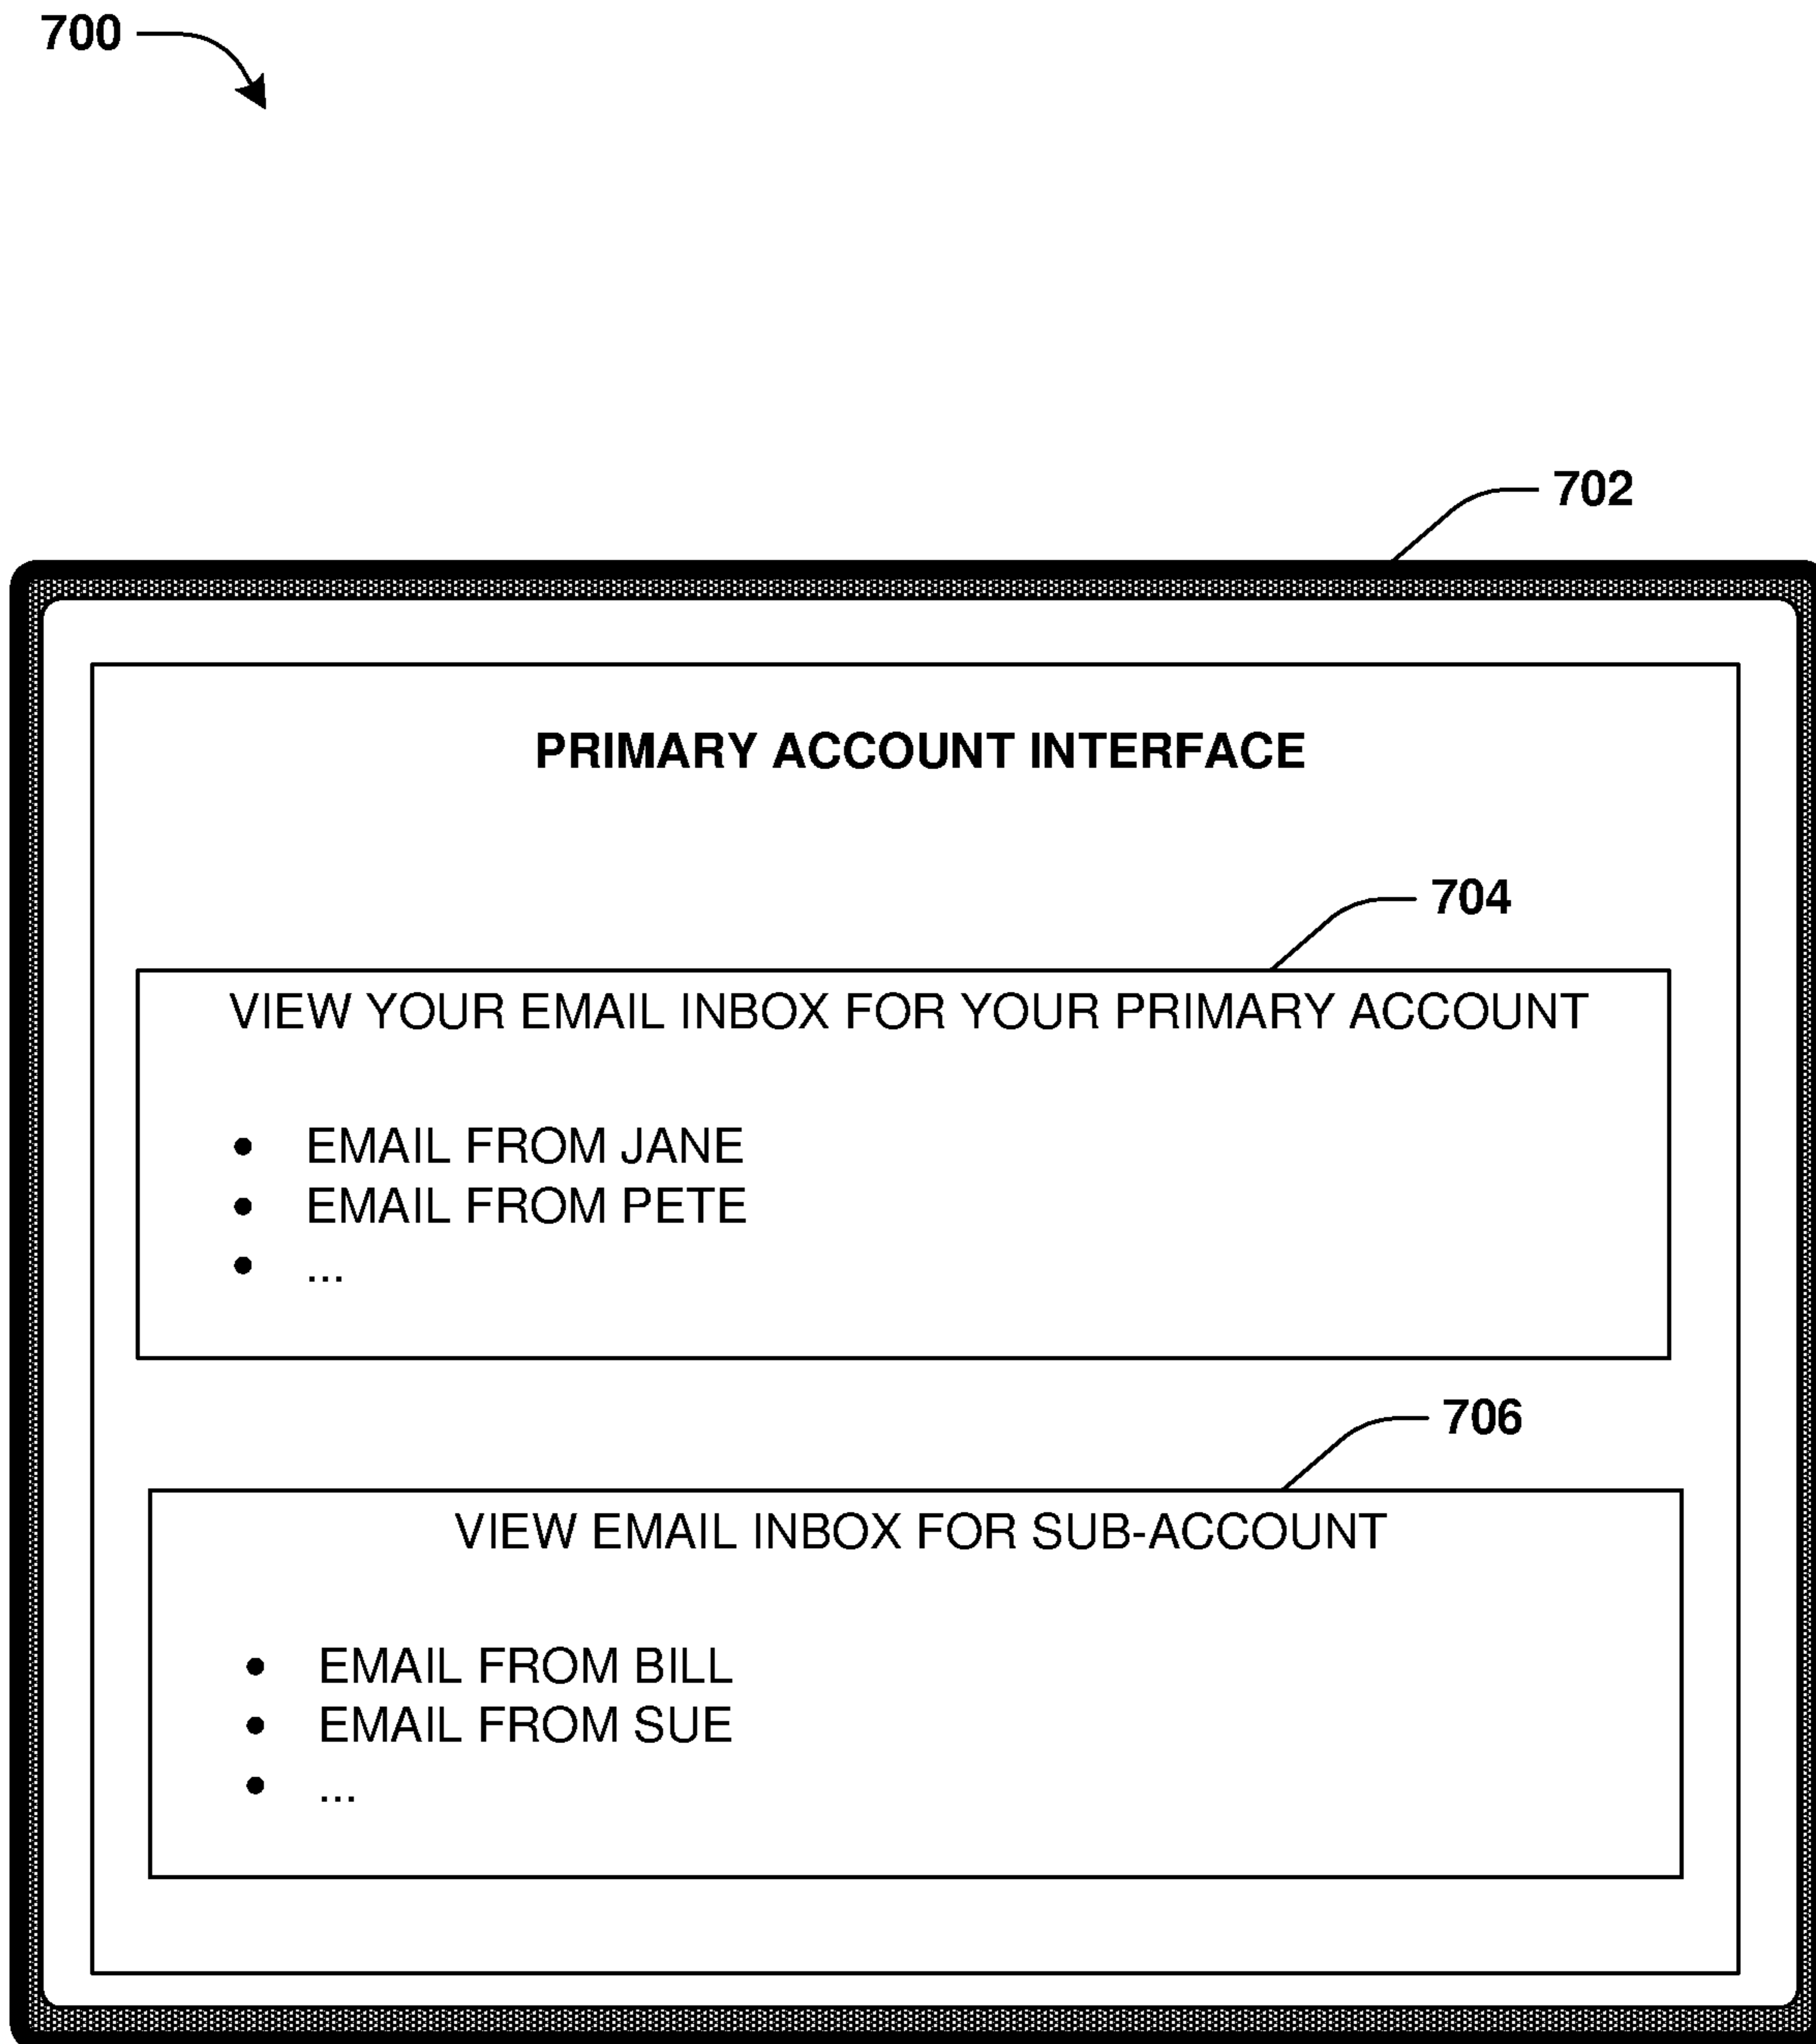 700
702
PRIMARY ACCOUNT INTERFACE
704
VIEW YOUR EMAIL INBOX FOR YOUR PRIMARY ACCOUNT
• EMAIL FROM JANE
• EMAIL FROM PETE
• ...
706
VIEW EMAIL INBOX FOR SUB-ACCOUNT
• EMAIL FROM BILL
• EMAIL FROM SUE
• ...